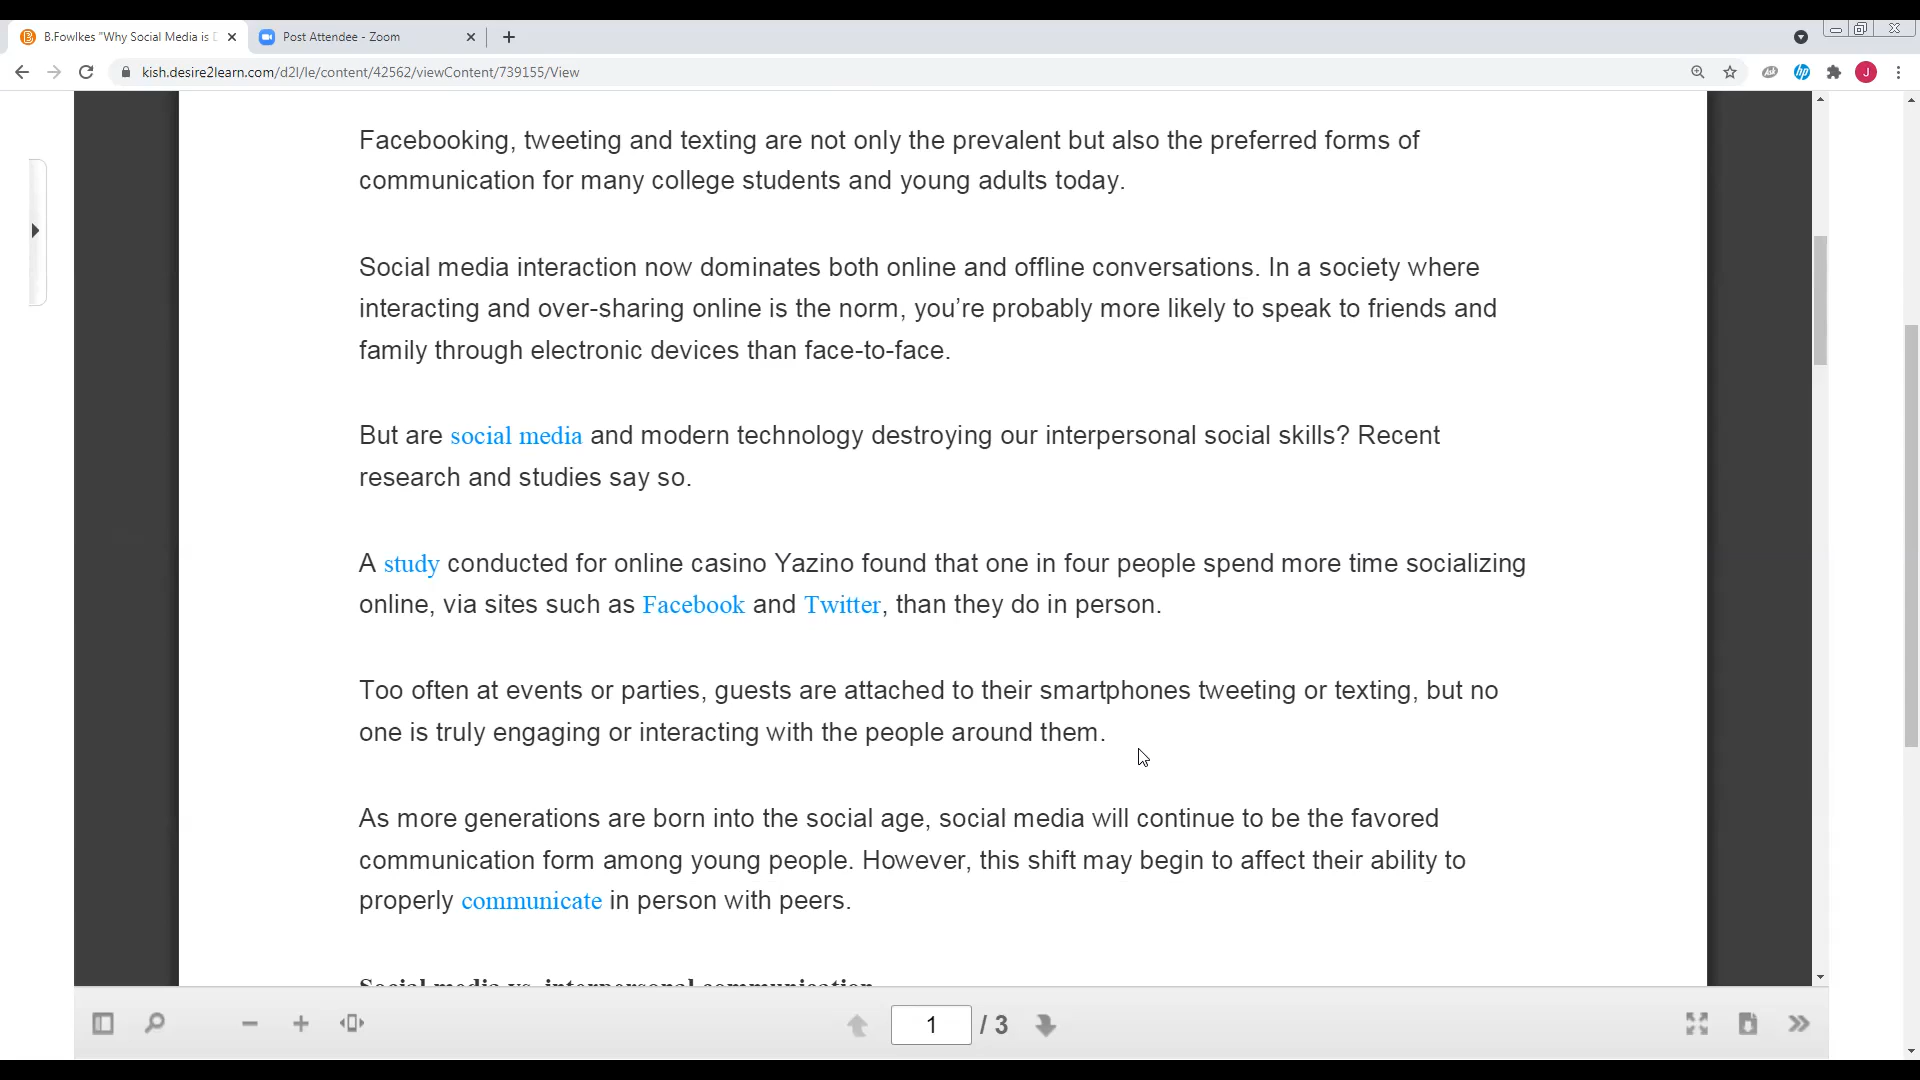 B.Fowlkes "Why Social Media is
Post Attendee - Zoom
kish.desire2learn.com/d2l/le/content/42562/viewContent/739155/View
hp
J
Facebooking, tweeting and texting are not only the prevalent but also the preferred forms of
communication for many college students and young adults today.
Social media interaction now dominates both online and offline conversations. In a society where
interacting and over-sharing online is the norm, you’re probably more likely to speak to friends and
family through electronic devices than face-to-face.
But are social media and modern technology destroying our interpersonal social skills? Recent
research and studies say so.
A study conducted for online casino Yazino found that one in four people spend more time socializing
online, via sites such as Facebook and Twitter, than they do in person.
Too often at events or parties, guests are attached to their smartphones tweeting or texting, but no
one is truly engaging or interacting with the people around them.
As more generations are born into the social age, social media will continue to be the favored
communication form among young people. However, this shift may begin to affect their ability to
properly communicate in person with peers.
Social media vs. interpersonal communication
1 / 3